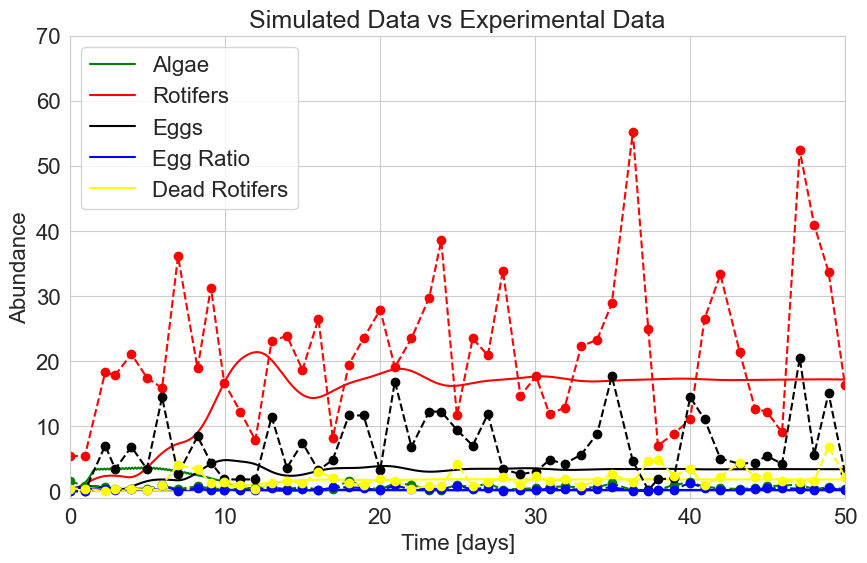 Simulated Data vs Experimental Data
70
60
50
40
30
20
10
0
Abundance
Algae
Rotifers
Eggs
Egg Ratio
Dead Rotifers
0 10 20 30 40 50
Time [days]